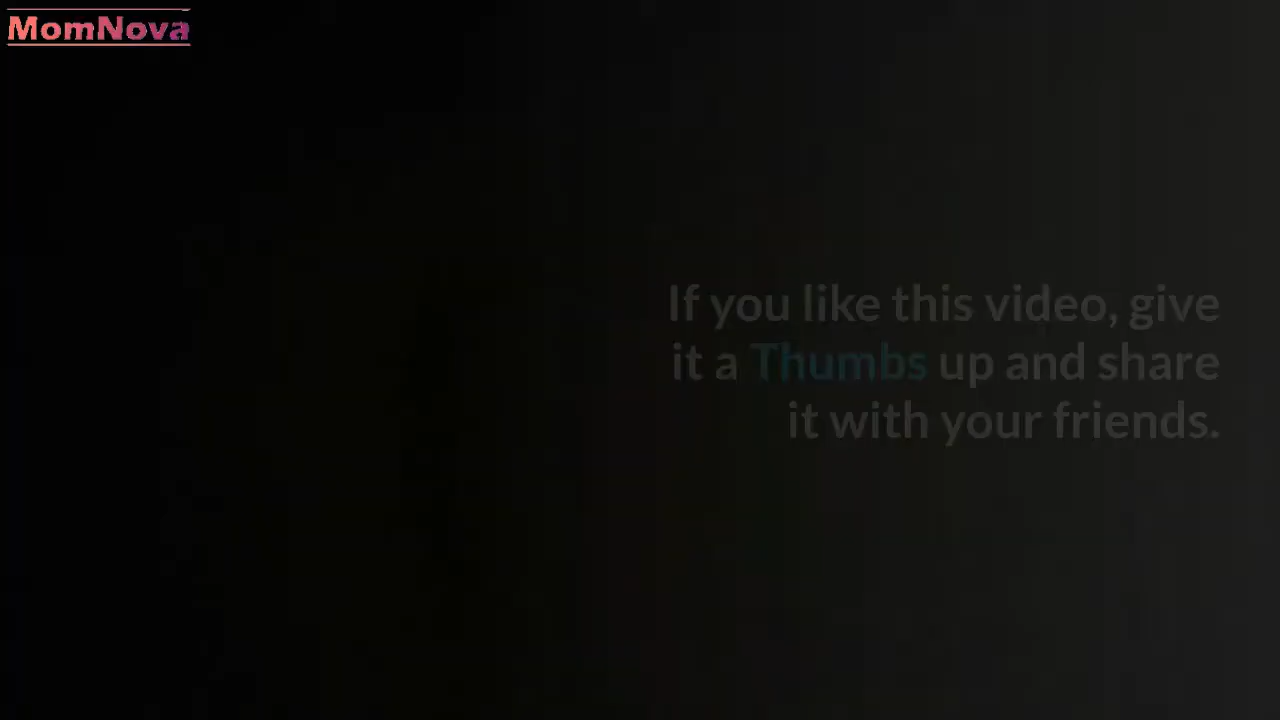 MomNova
If you like this video, give
it a Thumbs up and share
it with your friends.